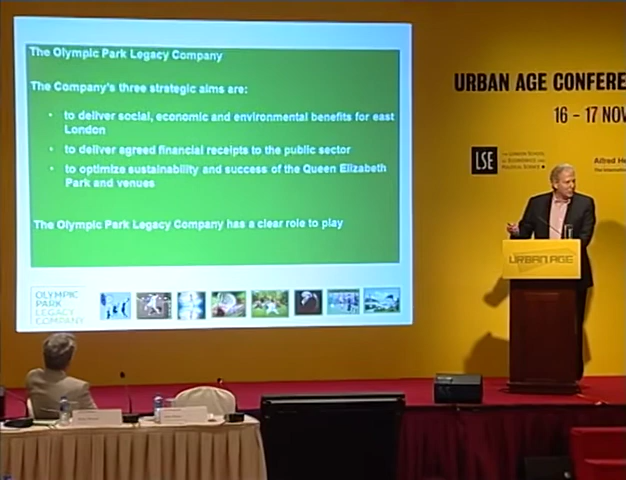 The Olympic Park Legacy Company
The Company's three strategic aims are:
• to deliver social, economic and environmental benefits for east
London
• to deliver agreed financial receipts to the public sector
• to optimize sustainability and success of the Queen Elizabeth
Park and venues
The Olympic Park Legacy Company has a clear role to play
OLYMPIC
PARK
LEGACY
COMPANY
URBAN AGE CONFERE
16 – 17 NOV
LSE
THE LONDON SCHOOL
OF ECONOMICS AND
POLITICAL SCIENCE
Alfred He
The Internati
URBAN AGE